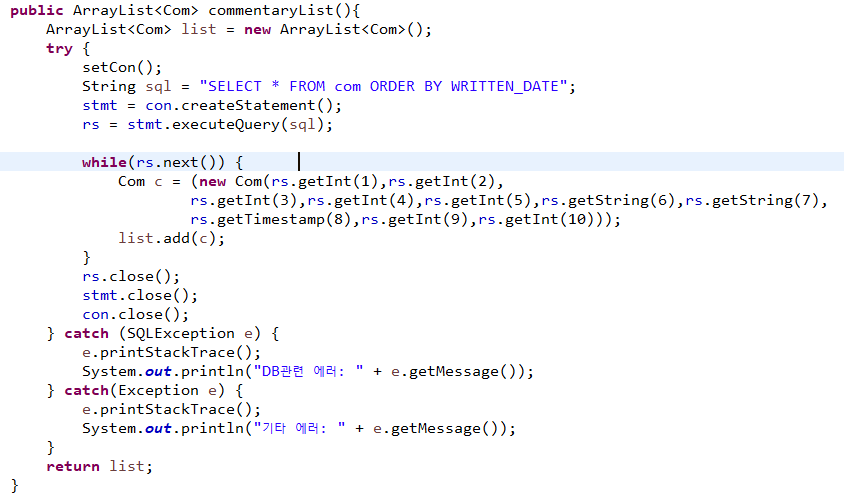 public ArrayList<Com> commentaryList(){
    ArrayList<Com> list = new ArrayList<Com>();
    try {
        setCon();
        String sql = "SELECT * FROM com ORDER BY WRITTEN_DATE";
        stmt = con.createStatement();
        rs = stmt.executeQuery(sql);

        while(rs.next()) {
            Com c = (new Com(rs.getInt(1),rs.getInt(2),
                    rs.getInt(3),rs.getInt(4),rs.getInt(5),rs.getString(6),rs.getString(7),
                    rs.getTimestamp(8),rs.getInt(9),rs.getInt(10)));
            list.add(c);
        }
        rs.close();
        stmt.close();
        con.close();
    } catch (SQLException e) {
        e.printStackTrace();
        System.out.println("DB관련 에러: " + e.getMessage());
    } catch(Exception e) {
        e.printStackTrace();
        System.out.println("기타 에러: " + e.getMessage());
    }
    return list;
}